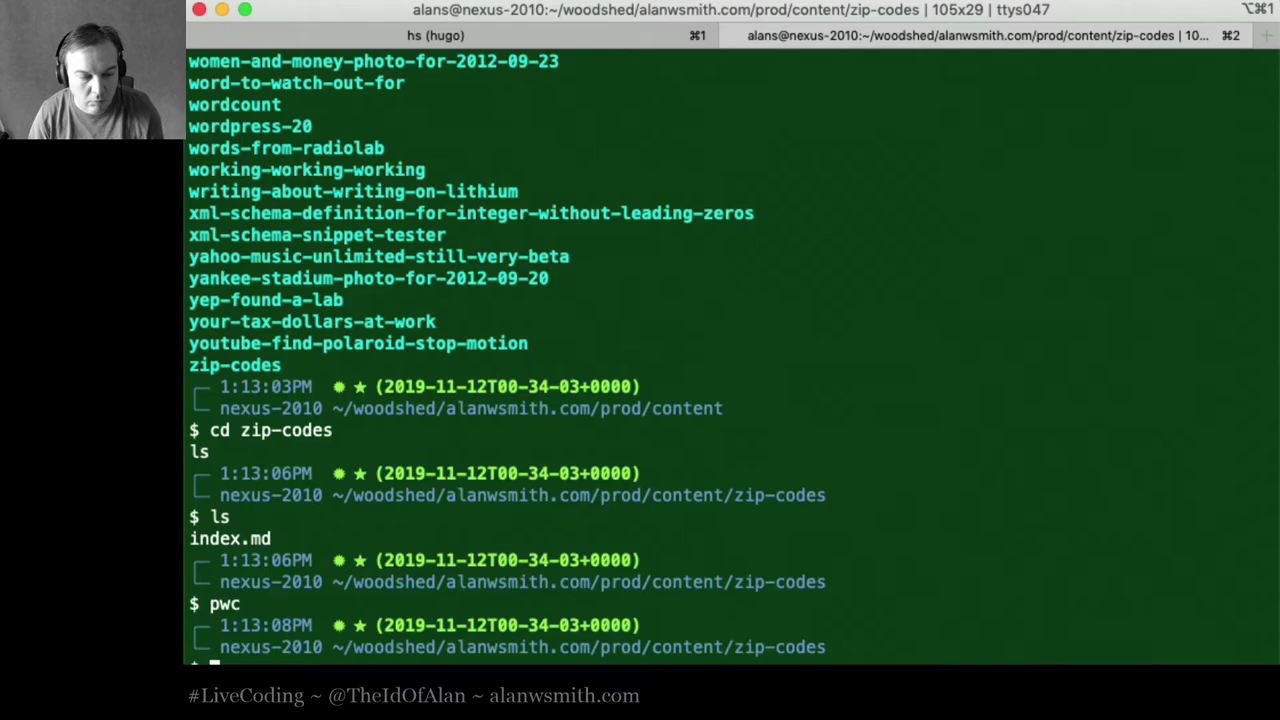 alans@nexus-2010:~/woodshed/alanwsmith.com/prod/content/zip-codes | 105x29 | ttys047
⌥⌘1
hs (hugo)
⌘1
alans@nexus-2010:~/woodshed/alanwsmith.com/prod/content/zip-codes | 10...
⌘2
+
women-and-money-photo-for-2012-09-23
word-to-watch-out-for
wordcount
wordpress-20
words-from-radiolab
working-working-working
writing-about-writing-on-lithium
xml-schema-definition-for-integer-without-leading-zeros
xml-schema-snippet-tester
yahoo-music-unlimited-still-very-beta
yankee-stadium-photo-for-2012-09-20
yep-found-a-lab
your-tax-dollars-at-work
youtube-find-polaroid-stop-motion
zip-codes
1:13:03PM ✹ ★ (2019-11-12T00-34-03+0000)
nexus-2010 ~/woodshed/alanwsmith.com/prod/content
$ cd zip-codes
ls
1:13:06PM ✹ ★ (2019-11-12T00-34-03+0000)
nexus-2010 ~/woodshed/alanwsmith.com/prod/content/zip-codes
$ ls
index.md
1:13:06PM ✹ ★ (2019-11-12T00-34-03+0000)
nexus-2010 ~/woodshed/alanwsmith.com/prod/content/zip-codes
$ pwc
1:13:08PM ✹ ★ (2019-11-12T00-34-03+0000)
nexus-2010 ~/woodshed/alanwsmith.com/prod/content/zip-codes
$
#LiveCoding ~ @TheIdOfAlan ~ alanwsmith.com